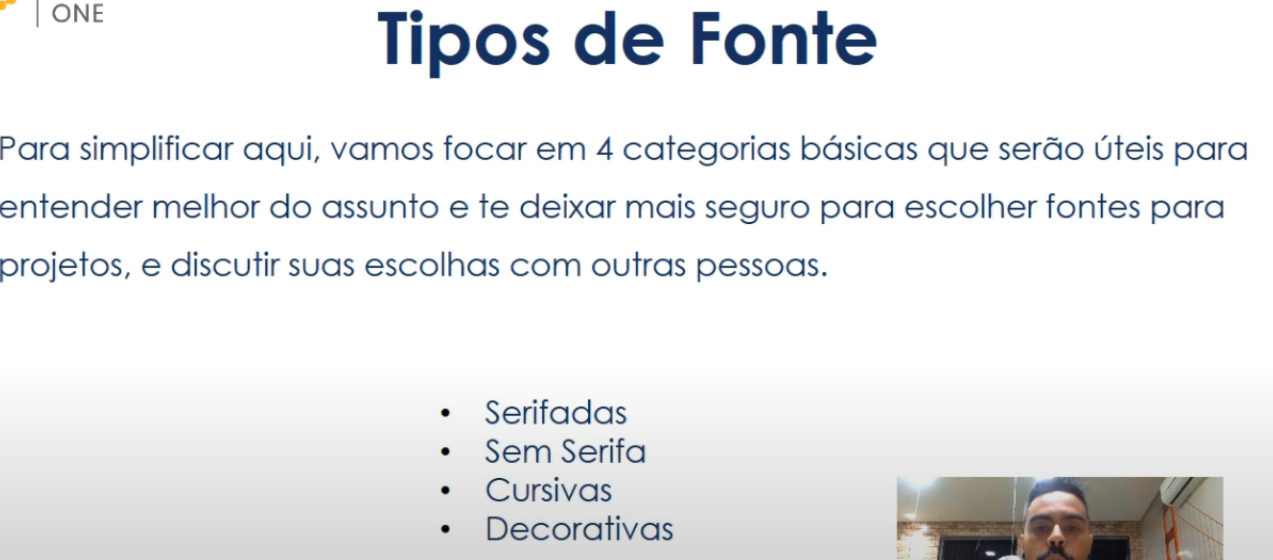 ONE
Tipos de Fonte
Para simplificar aqui, vamos focar em 4 categorias básicas que serão úteis para
entender melhor do assunto e te deixar mais seguro para escolher fontes para
projetos, e discutir suas escolhas com outras pessoas.
• Serifadas
• Sem Serifa
• Cursivas
• Decorativas